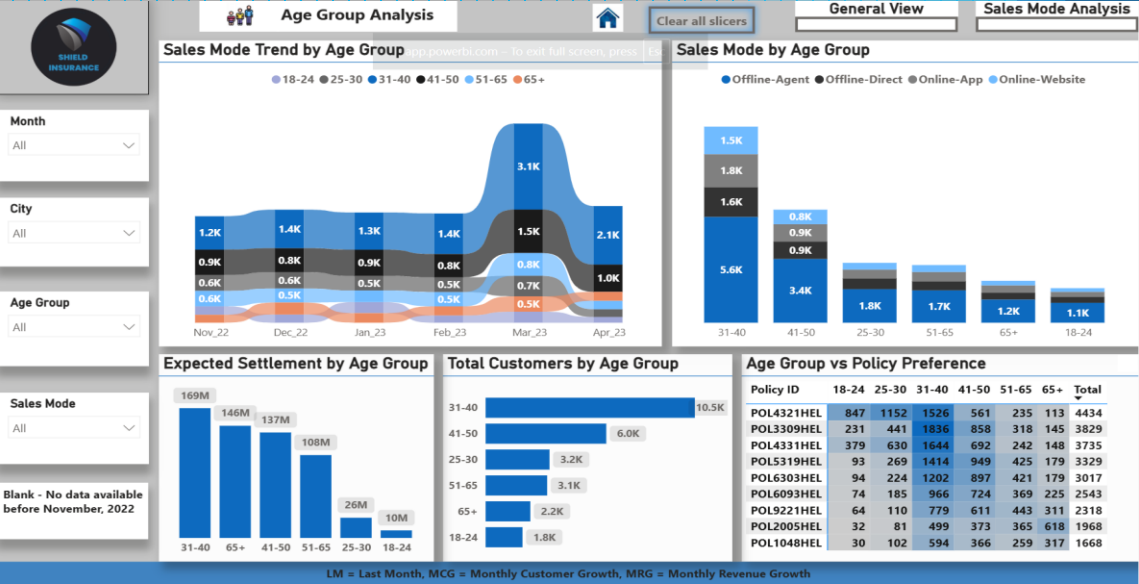 SHIELD
INSURANCE
Age Group Analysis
Clear all slicers
General View
Sales Mode Analysis
Month
All
City
All
Age Group
All
Sales Mode
All
Blank - No data available
before November, 2022
Sales Mode Trend by Age Group
app.powerbi.com — to exit full screen, press Esc
18-24 25-30 31-40 41-50 51-65 65+
3.1K
1.2K 1.4K 1.3K 1.4K 1.5K 2.1K
0.9K 0.8K 0.9K 0.8K 0.8K 1.0K
0.6K 0.6K 0.5K 0.5K 0.7K
0.6K 0.5K 0.5K 0.5K
Nov_22 Dec_22 Jan_23 Feb_23 Mar_23 Apr_23
Sales Mode by Age Group
Offline-Agent Offline-Direct Online-App Online-Website
1.5K
1.8K
1.6K
5.6K
0.8K
0.9K
0.9K
3.4K
1.8K
1.7K
1.2K
1.1K
31-40 41-50 25-30 51-65 65+ 18-24
Expected Settlement by Age Group
169M
146M
137M
108M
26M
10M
31-40 65+ 41-50 51-65 25-30 18-24
Total Customers by Age Group
31-40 10.5K
41-50 6.0K
25-30 3.2K
51-65 3.1K
65+ 2.2K
18-24 1.8K
Age Group vs Policy Preference
Policy ID 18-24 25-30 31-40 41-50 51-65 65+ Total
POL4321HEL 847 1152 1526 561 235 113 4434
POL3309HEL 231 441 1836 858 318 145 3829
POL4331HEL 379 630 1644 692 242 148 3735
POL5319HEL 93 269 1414 949 425 179 3329
POL6303HEL 94 224 1202 897 421 179 3017
POL6093HEL 74 185 966 724 369 225 2543
POL9221HEL 64 110 779 611 443 311 2318
POL2005HEL 32 81 499 373 365 618 1968
POL1048HEL 30 102 594 366 259 317 1668
LM = Last Month, MCG = Monthly Customer Growth, MRG = Monthly Revenue Growth